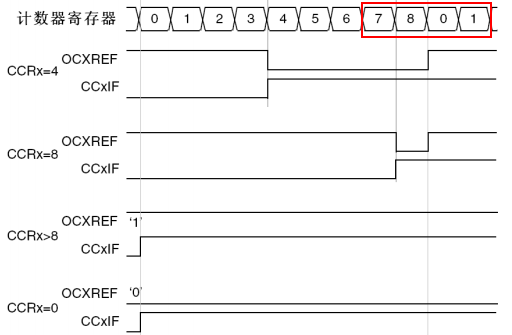 计数器寄存器 0 1 2 3 4 5 6 7 8 0 1
OCXREF
CCRx=4
CCxIF
OCXREF
CCRx=8
CCxIF
OCXREF ‘1’
CCRx>8
CCxIF
OCXREF ‘0’
CCRx=0
CCxIF